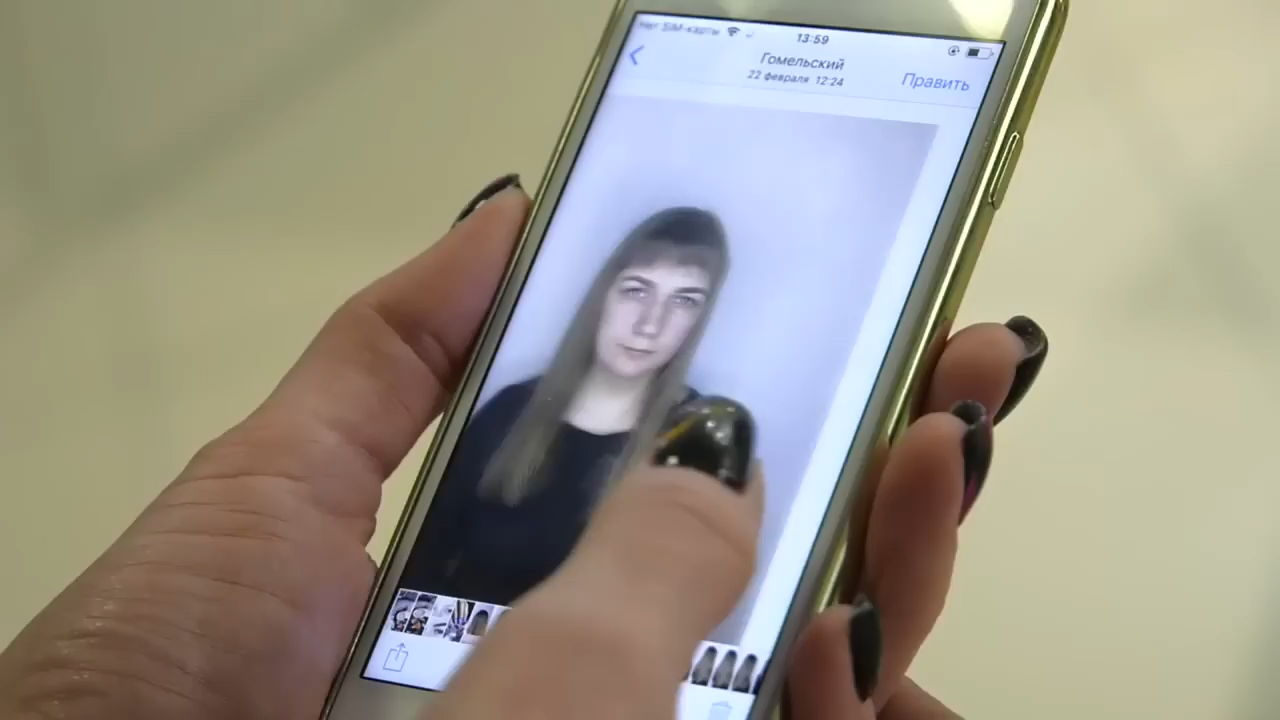 Нет SIM-карты
13:59
Гомельский
22 февраля 12:24
Править